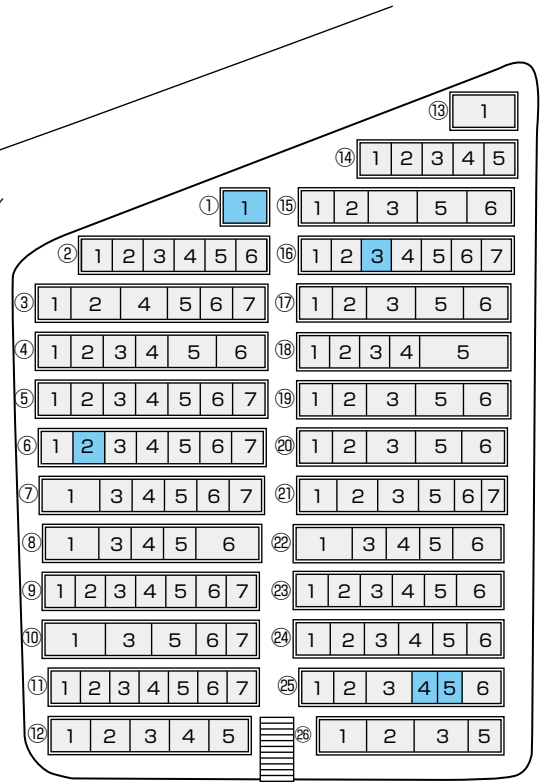 ⑬ 1
⑭ 1 2 3 4 5
① 1 ⑮ 1 2 3 5 6
② 1 2 3 4 5 6 ⑯ 1 2 3 4 5 6 7
③ 1 2 4 5 6 7 ⑰ 1 2 3 5 6
④ 1 2 3 4 5 6 ⑱ 1 2 3 4 5
⑤ 1 2 3 4 5 6 7 ⑲ 1 2 3 5 6
⑥ 1 2 3 4 5 6 7 ⑳ 1 2 3 5 6
⑦ 1 3 4 5 6 7 ㉑ 1 2 3 5 6 7
⑧ 1 3 4 5 6 ㉒ 1 3 4 5 6
⑨ 1 2 3 4 5 6 7 ㉓ 1 2 3 4 5 6
⑩ 1 3 5 6 7 ㉔ 1 2 3 4 5 6
⑪ 1 2 3 4 5 6 7 ㉕ 1 2 3 4 5 6
⑫ 1 2 3 4 5 ㉖ 1 2 3 5